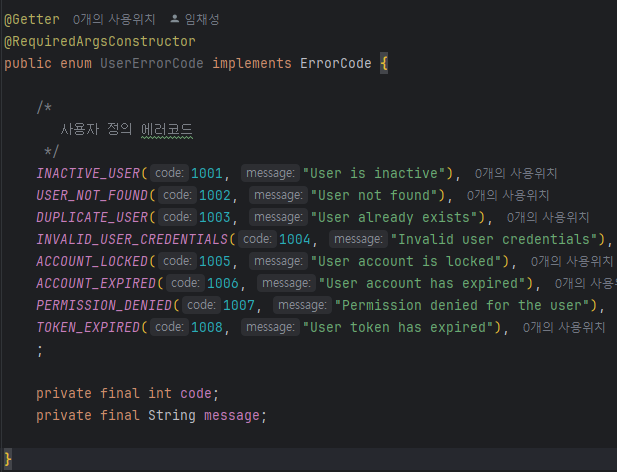 @Getter 0개의 사용위치 임채성
@RequiredArgsConstructor
public enum UserErrorCode implements ErrorCode {
/*
사용자 정의 에러코드
*/
INACTIVE_USER( code: 1001, message: "User is inactive"), 0개의 사용위치
USER_NOT_FOUND( code: 1002, message: "User not found"), 0개의 사용위치
DUPLICATE_USER( code: 1003, message: "User already exists"), 0개의 사용위치
INVALID_USER_CREDENTIALS( code: 1004, message: "Invalid user credentials"),
ACCOUNT_LOCKED( code: 1005, message: "User account is locked"), 0개의 사용위치
ACCOUNT_EXPIRED( code: 1006, message: "User account has expired"), 0개의 사용
PERMISSION_DENIED( code: 1007, message: "Permission denied for the user"),
TOKEN_EXPIRED( code: 1008, message: "User token has expired"), 0개의 사용위치
;
private final int code;
private final String message;
}